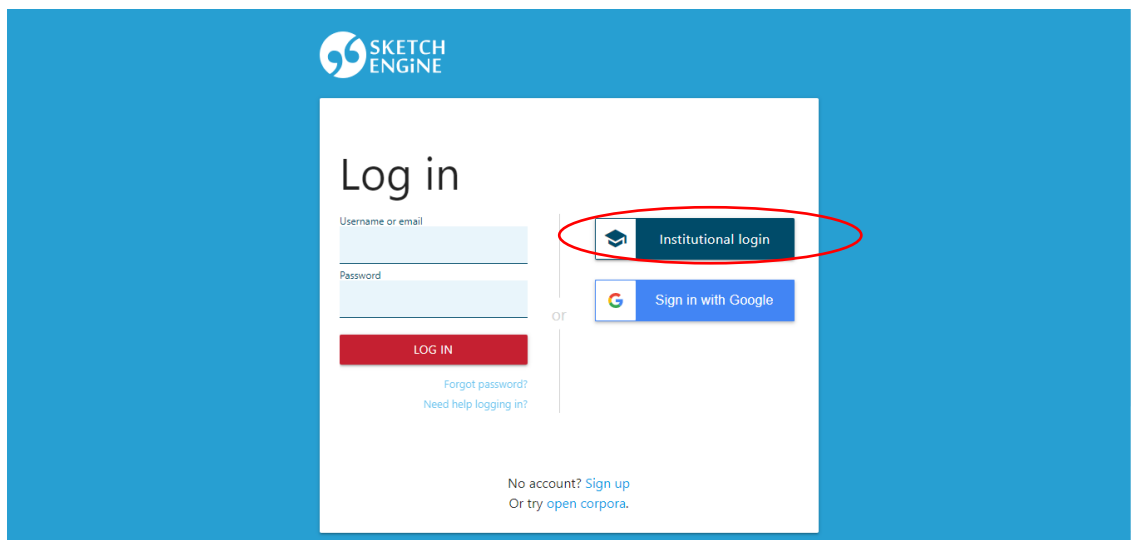 SKETCH
ENGiNE
Log in
Username or email
Password
LOG IN
Forgot password?
Need help logging in?
or
Institutional login
G
Sign in with Google
No account? Sign up
Or try open corpora.